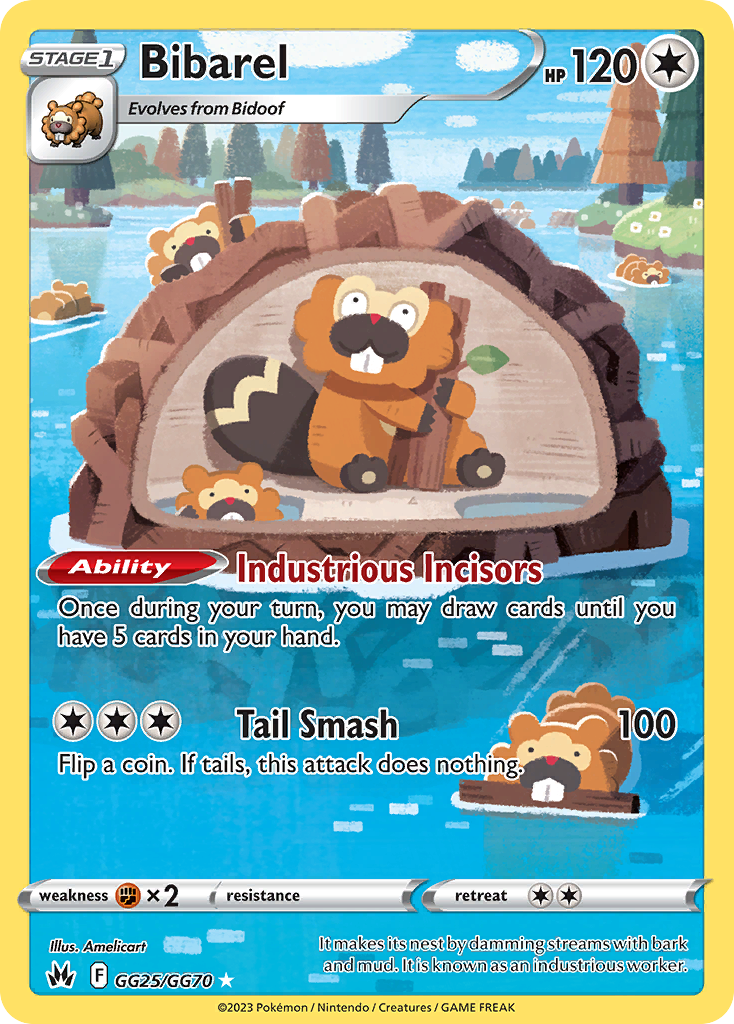 STAGE 1
Bibarel
HP 120
Evolves from Bidoof
Ability
Industrious Incisors
Once during your turn, you may draw cards until you
have 5 cards in your hand.
Tail Smash 100
Flip a coin. If tails, this attack does nothing.
weakness ×2 resistance retreat
Illus. Amelicart
It makes its nest by damming streams with bark
and mud. It is known as an industrious worker.
F GG25/GG70
©2023 Pokémon / Nintendo / Creatures / GAME FREAK